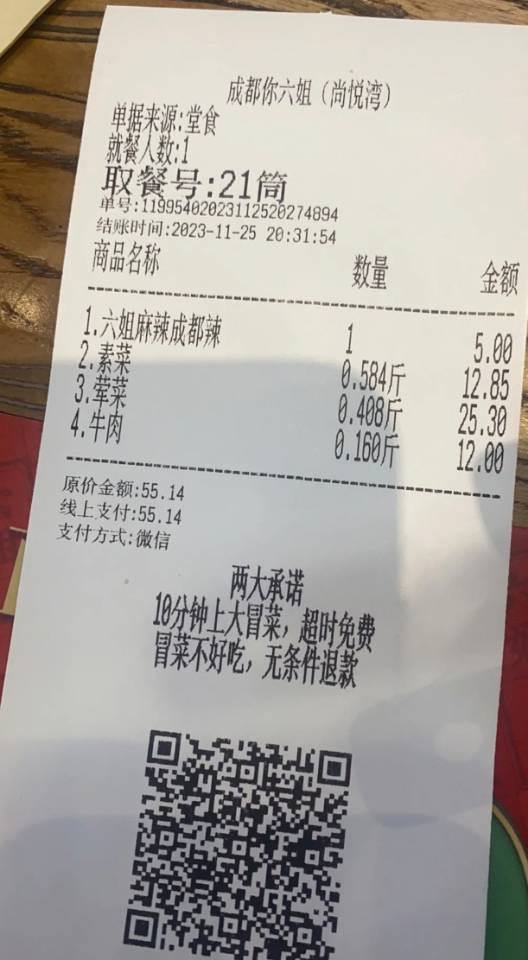 成都你六姐（尚悦湾）
单据来源:堂食
就餐人数:1
取餐号:21筒
单号:11995402023112520274894
结账时间:2023-11-25 20:31:54
商品名称 数量 金额
1.六姐麻辣成都辣 1 5.00
2.素菜 0.584斤 12.85
3.荤菜 0.408斤 25.30
4.牛肉 0.160斤 12.00
原价金额:55.14
线上支付:55.14
支付方式:微信
两大承诺
10分钟上大冒菜，超时免费
冒菜不好吃，无条件退款